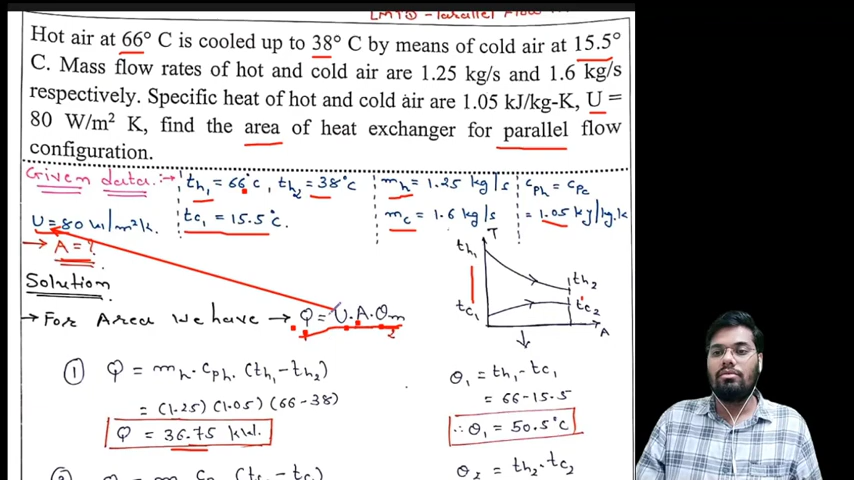 LMTD - Parallel Flow
Hot air at 66° C is cooled up to 38° C by means of cold air at 15.5°
C. Mass flow rates of hot and cold air are 1.25 kg/s and 1.6 kg/s
respectively. Specific heat of hot and cold air are 1.05 kJ/kg-K, U =
80 W/m² K, find the area of heat exchanger for parallel flow
configuration.
Given data :→ th₁ = 66°C, th₂ = 38°C mh = 1.25 kg/s CPh = CPc
U = 80 W/m²K. tc₁ = 15.5°C. mc = 1.6 kg/s = 1.05 kJ/kg.K
→ A = ?
Solution
→ For Area We have → Q = U.A.θm
T
th₁
th₂
tc₁
tc₂
A
① Q = mh. Cph. (th₁ - th₂)
= (1.25) (1.05) (66-38)
Q = 36.75 kW.
θ₁ = th₁ - tc₁
= 66-15.5
∴ θ₁ = 50.5°C
(tc₂ - tc₁)
θ₂ = th₂ - tc₂